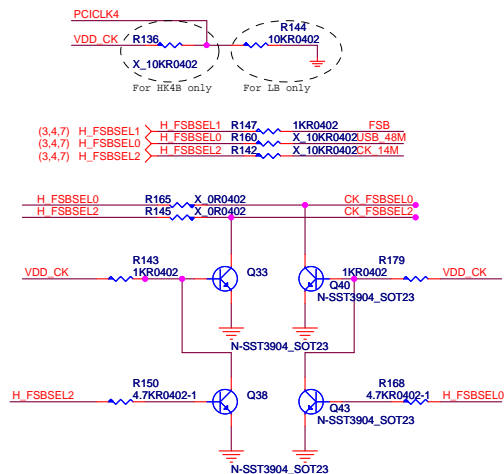 PCICLK4
VDD_CK R136 R144
10KR0402
X_10KR0402
For HK4B only For LB only
(3,4,7) H_FSBSEL1 H_FSBSEL1 R147 1KR0402 FSB
(3,4,7) H_FSBSEL0 H_FSBSEL0 R160 X_10KR0402 USB_48M
(3,4,7) H_FSBSEL2 H_FSBSEL2 R142 X_10KR0402 CK_14M
H_FSBSEL0 R165 X_0R0402 CK_FSBSEL0
H_FSBSEL2 R145 X_0R0402 CK_FSBSEL2
R143 Q33 R179
VDD_CK 1KR0402 1KR0402 VDD_CK
Q40
N-SST3904_SOT23
N-SST3904_SOT23
R150 R168
H_FSBSEL2 4.7KR0402-1 Q38 4.7KR0402-1 H_FSBSEL0
Q43
N-SST3904_SOT23
N-SST3904_SOT23